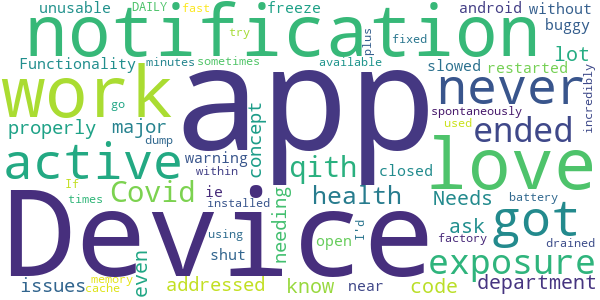 unusable DAILY fast freeze android without
notification try buggy
plus fixed lot
Functionality minutes sometimes available slowed restarted incredibly
work app go never spontaneously
properly major dump concept used ended
active warning within qith closed love
Covid ie health Needs got
If times installed needing I'd battery
even using open ask factory drained
shut near exposure
issues memory cache addressed know code department
Device